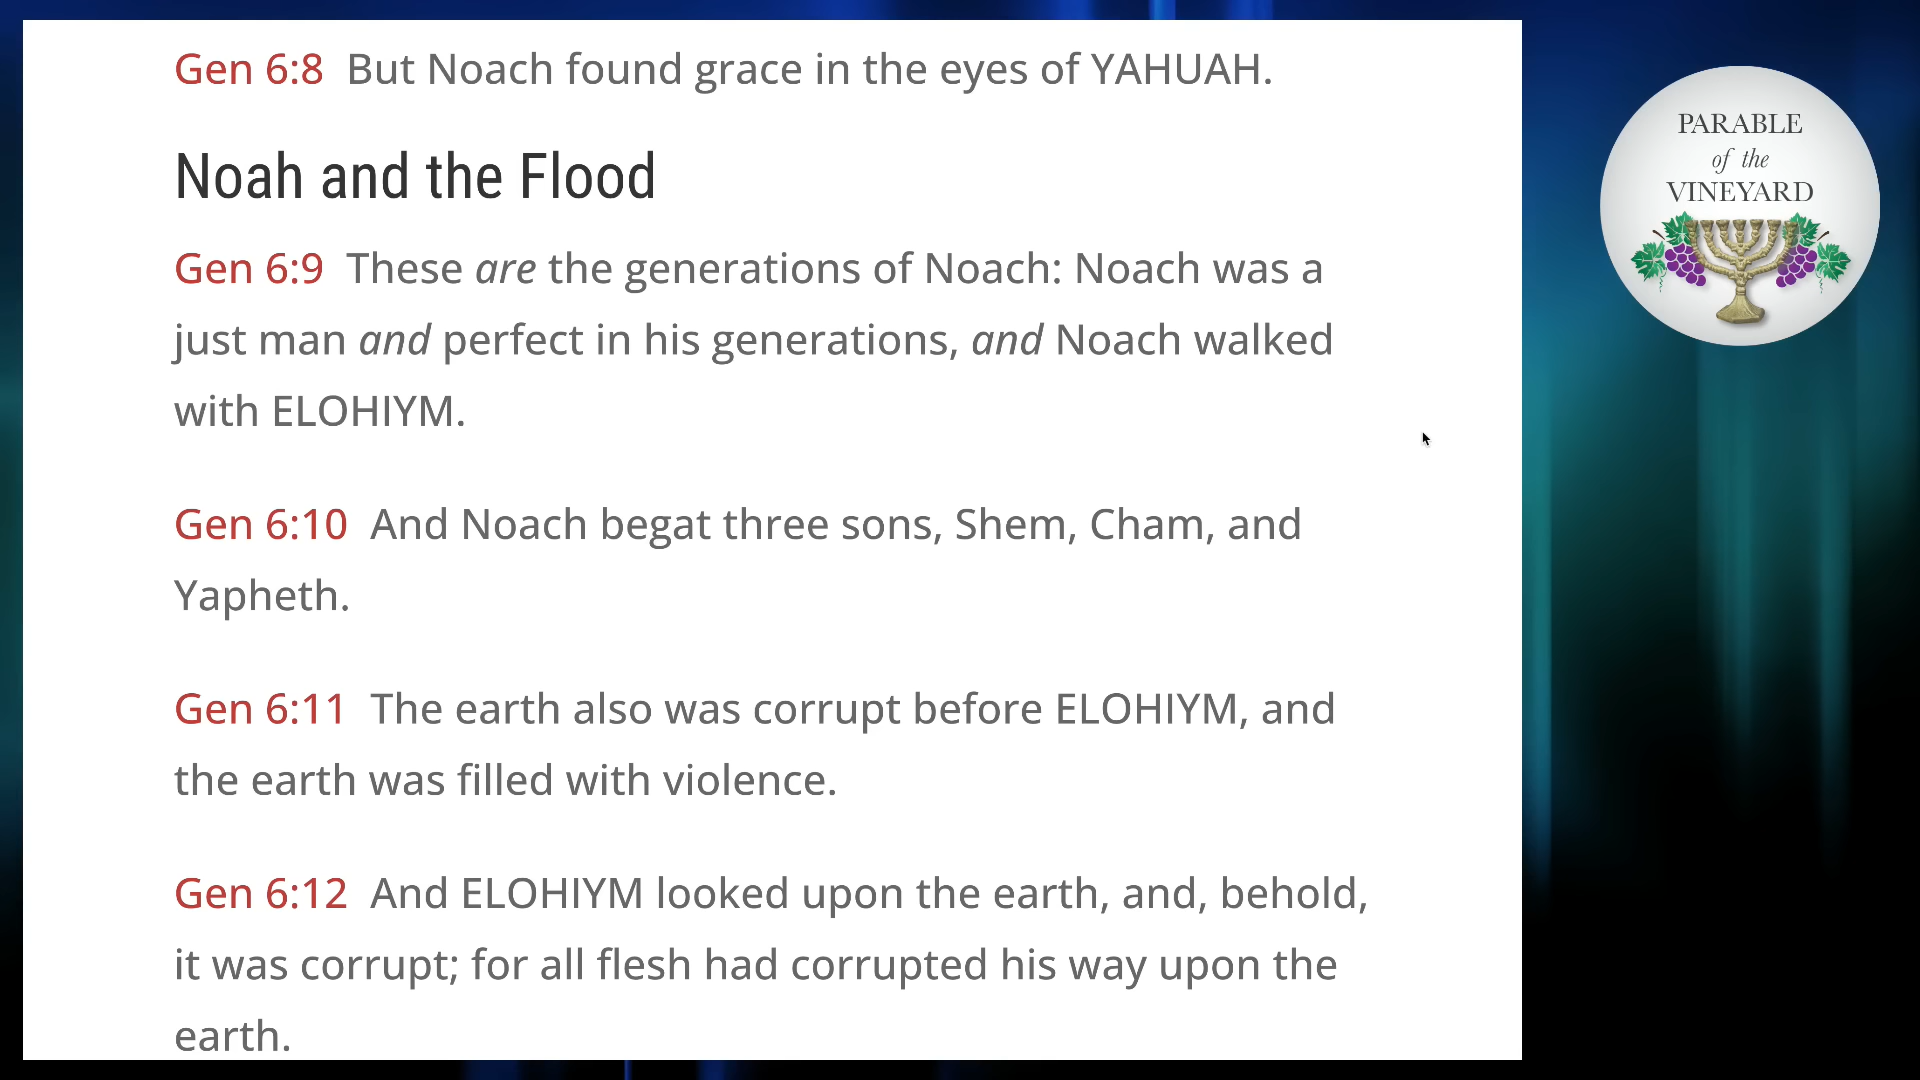 Gen 6:8 But Noach found grace in the eyes of YAHUAH.
Noah and the Flood
Gen 6:9 These are the generations of Noach: Noach was a
just man and perfect in his generations, and Noach walked
with ELOHIYM.
Gen 6:10 And Noach begat three sons, Shem, Cham, and
Yapheth.
Gen 6:11 The earth also was corrupt before ELOHIYM, and
the earth was filled with violence.
Gen 6:12 And ELOHIYM looked upon the earth, and, behold,
it was corrupt; for all flesh had corrupted his way upon the
earth.
PARABLE
of the
VINEYARD